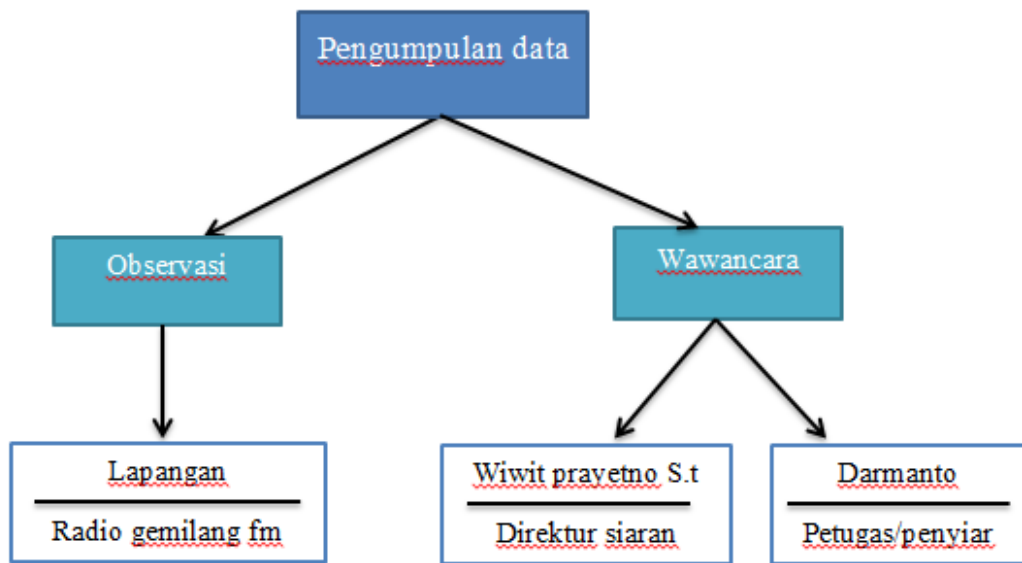 Pengumpulan data
Observasi
Wawancara
Lapangan
Radio gemilang fm
Wiwit prayetno S.t
Direktur siaran
Darmanto
Petugas/penyiar